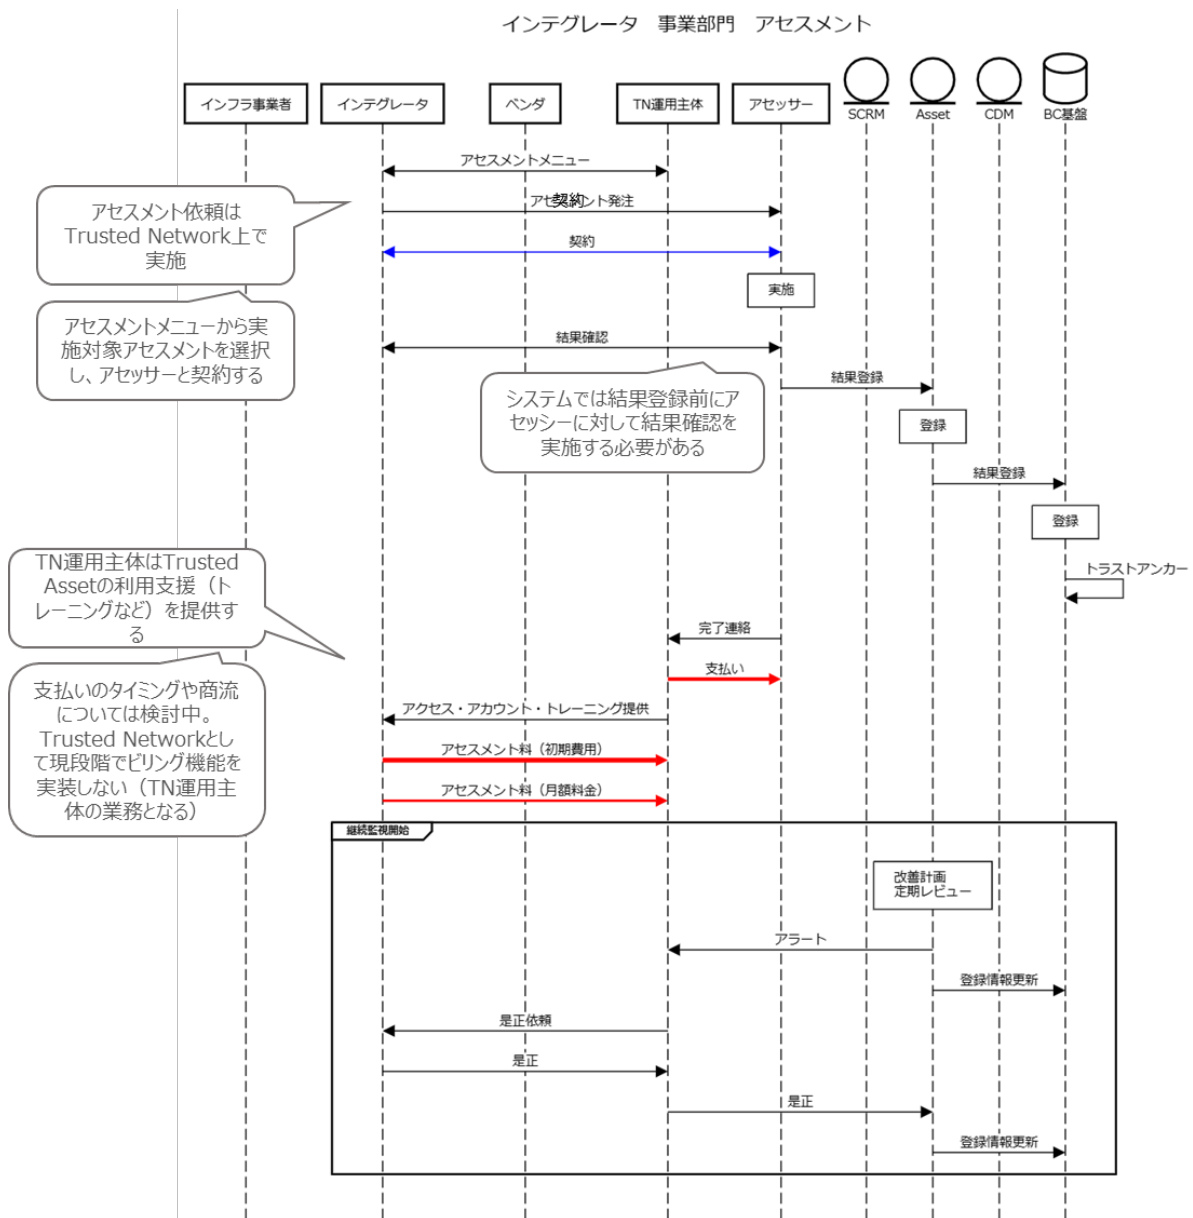 インテグレータ　事業部門　アセスメント
インフラ事業者
インテグレータ
ベンダ
TN運用主体
アセッサー
SCRM
Asset
CDM
BC基盤
アセスメントメニュー
アセスメント発注
契約
アセスメント依頼は
Trusted Network上で
実施
契約
実施
アセスメントメニューから実
施対象アセスメントを選択
し、アセッサーと契約する
結果確認
結果登録
システムでは結果登録前にア
セッシーに対して結果確認を
実施する必要がある
登録
結果登録
登録
トラストアンカー
TN運用主体はTrusted
Assetの利用支援（ト
レーニングなど）を提供す
る
完了連絡
支払い
支払いのタイミングや商流
については検討中。
Trusted Networkとし
て現段階でビリング機能を
実装しない（TN運用主
体の業務となる）
アクセス・アカウント・トレーニング提供
アセスメント料（初期費用）
アセスメント料（月額料金）
継続監視開始
改善計画
定期レビュー
アラート
登録情報更新
是正依頼
是正
是正
登録情報更新